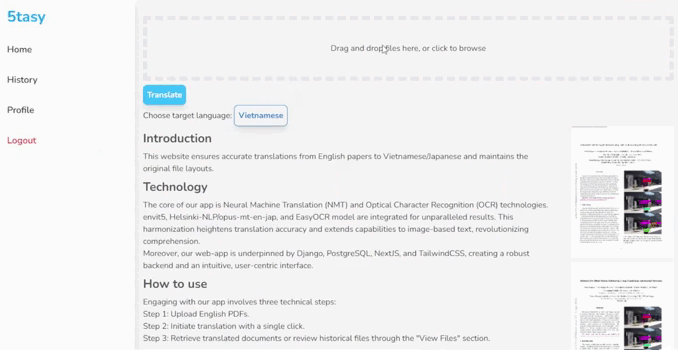 5tasy
Home
History
Profile
Logout
Drag and drop files here, or click to browse
Translate
Choose target language: Vietnamese
Introduction
This website ensures accurate translations from English papers to Vietnamese/Japanese and maintains the
original file layouts.
Technology
The core of our app is Neural Machine Translation (NMT) and Optical Character Recognition (OCR) technologies.
envit5, Helsinki-NLP/opus-mt-en-jap, and EasyOCR model are integrated for unparalleled results. This
harmonization heightens translation accuracy and extends capabilities to image-based text, revolutionizing
comprehension.
Moreover, our web-app is underpinned by Django, PostgreSQL, NextJS, and TailwindCSS, creating a robust
backend and an intuitive, user-centric interface.
How to use
Engaging with our app involves three technical steps:
Step 1: Upload English PDFs.
Step 2: Initiate translation with a single click.
Step 3: Retrieve translated documents or review historical files through the "View Files" section.